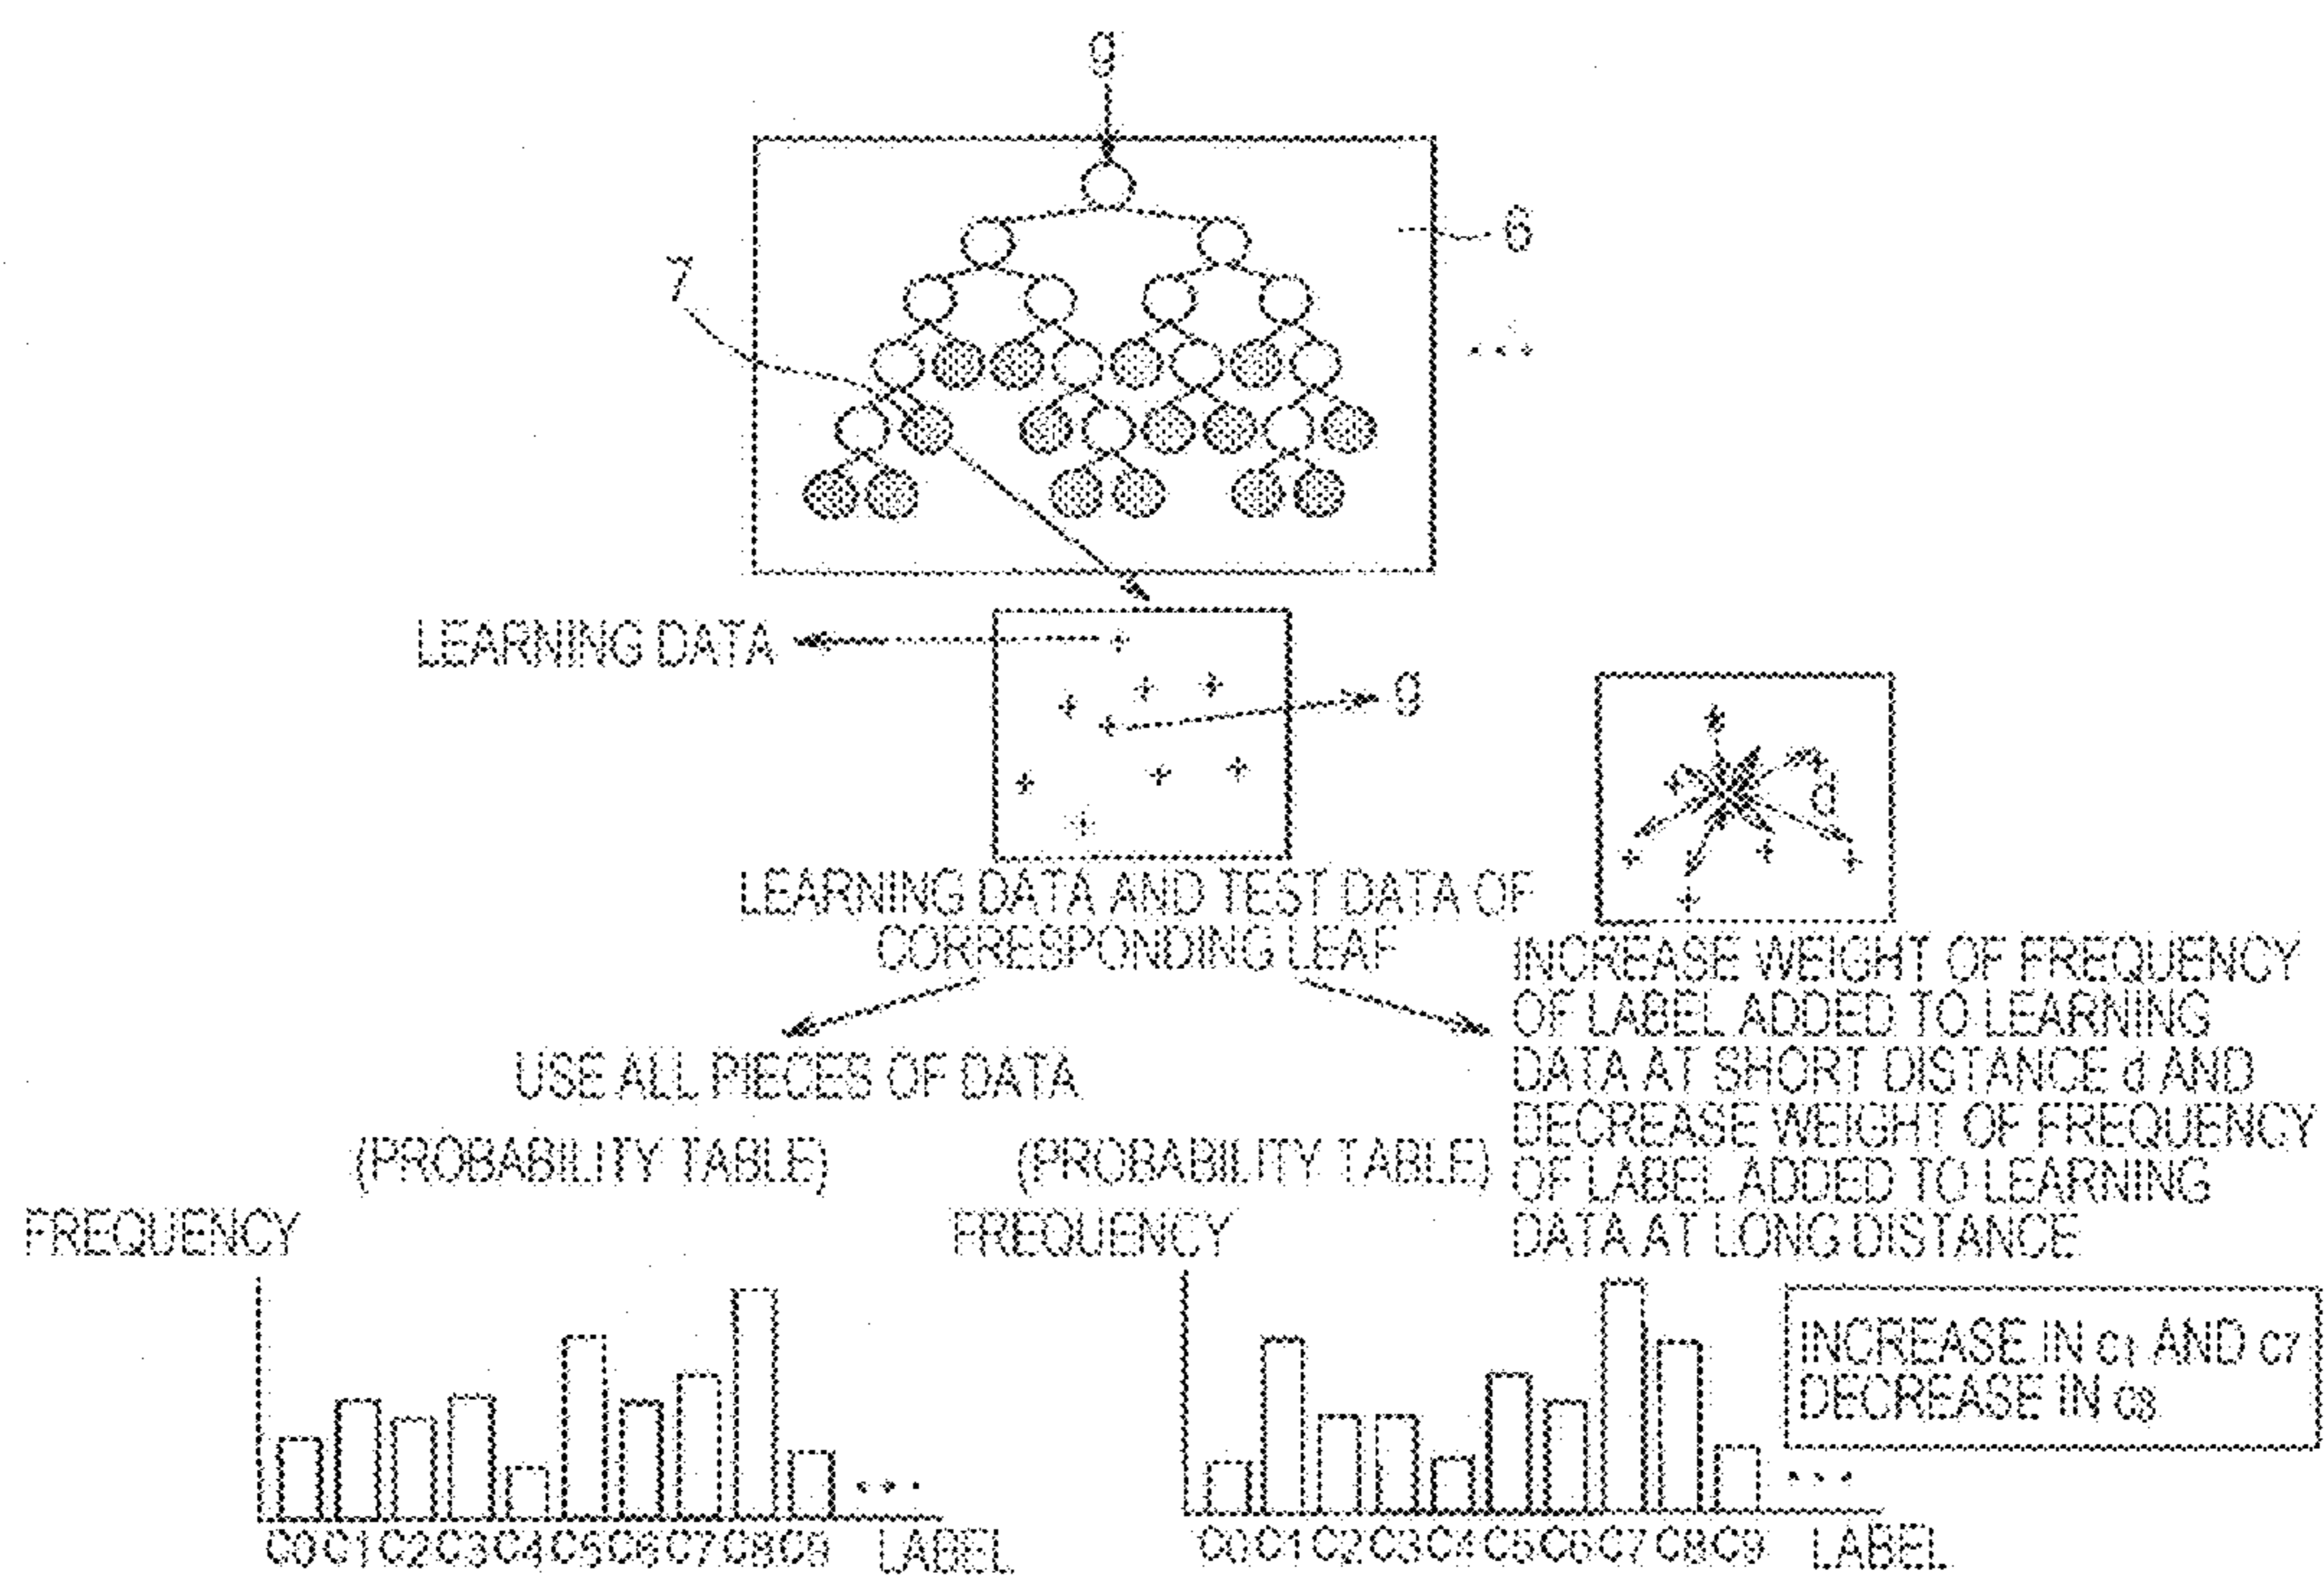 g
6
7
...
LEARNING DATA
g
d
LEARNING DATA AND TEST DATA OF
CORRESPONDING LEAF
INCREASE WEIGHT OF FREQUENCY
OF LABEL ADDED TO LEARNING
DATA AT SHORT DISTANCE d AND
DECREASE WEIGHT OF FREQUENCY
OF LABEL ADDED TO LEARNING
DATA AT LONG DISTANCE
USE ALL PIECES OF DATA
(PROBABILITY TABLE)
FREQUENCY
...
C0 C1 C2 C3 C4 C5 C6 C7 C8 C9 LABEL
(PROBABILITY TABLE)
FREQUENCY
...
C0 C1 C2 C3 C4 C5 C6 C7 C8 C9 LABEL
INCREASE IN c1 AND c7
DECREASE IN c8